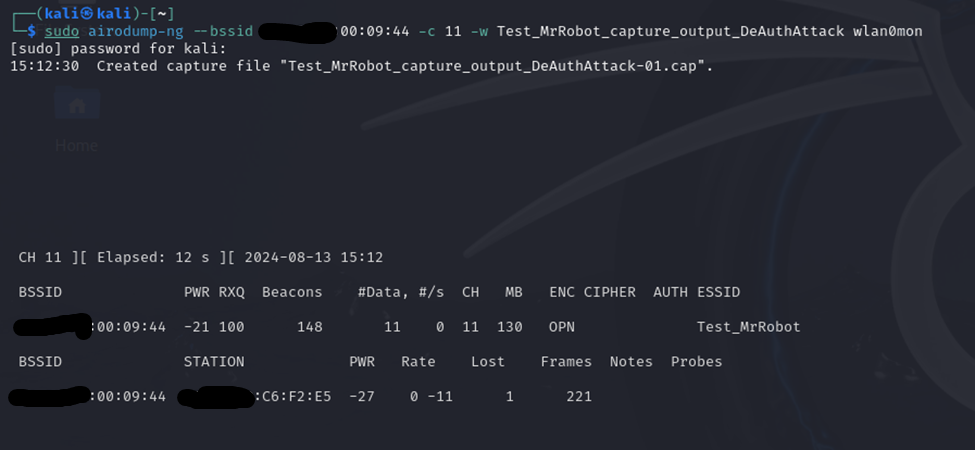 ┌──(kali㉿kali)-[~]
└─$ sudo airodump-ng --bssid :00:09:44 -c 11 -w Test_MrRobot_capture_output_DeAuthAttack wlan0mon
[sudo] password for kali:
15:12:30  Created capture file "Test_MrRobot_capture_output_DeAuthAttack-01.cap".
Home
CH 11 ][ Elapsed: 12 s ][ 2024-08-13 15:12
BSSID PWR RXQ Beacons #Data, #/s CH MB ENC CIPHER AUTH ESSID
:00:09:44 -21 100 148 11 0 11 130 OPN Test_MrRobot
BSSID STATION PWR Rate Lost Frames Notes Probes
:00:09:44 :C6:F2:E5 -27 0 -11 1 221